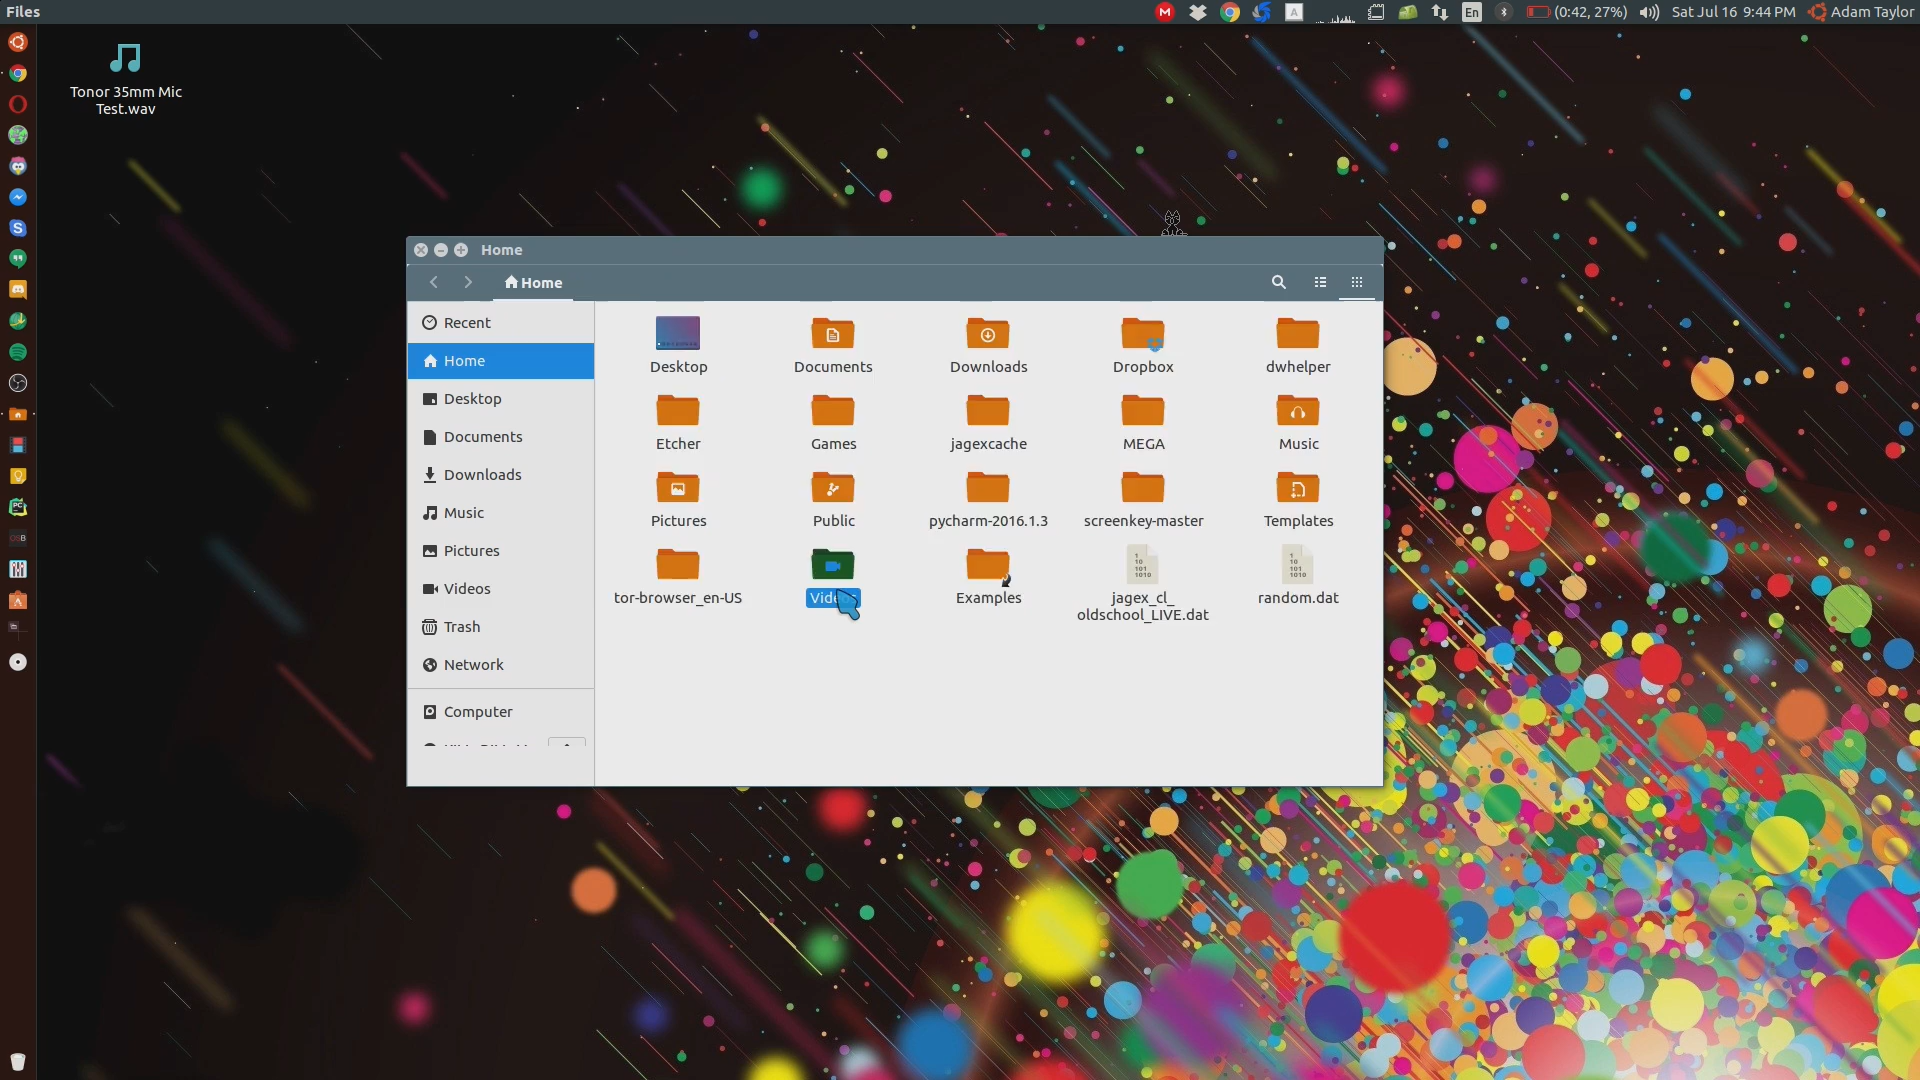 Files
En
(0:42, 27%)
Sat Jul 16 9:44 PM
Adam Taylor
Tonor 35mm Mic
Test.wav
Home
Home
Recent
Home
Desktop
Documents
Downloads
Music
Pictures
Videos
Trash
Network
Computer
Desktop
Documents
Downloads
Dropbox
dwhelper
Etcher
Games
jagexcache
MEGA
Music
Pictures
Public
pycharm-2016.1.3
screenkey-master
Templates
tor-browser_en-US
Videos
Examples
jagex_cl_
oldschool_LIVE.dat
random.dat